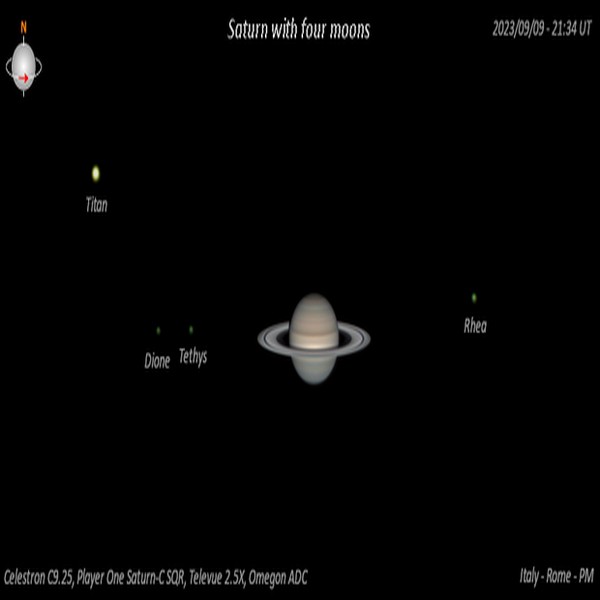 N
Saturn with four moons
2023/09/09 - 21:34 UT
Titan
Rhea
Dione
Tethys
Celestron C9.25, Player One Saturn-C SQR, Televue 2.5X, Omegon ADC
Italy - Rome - PM